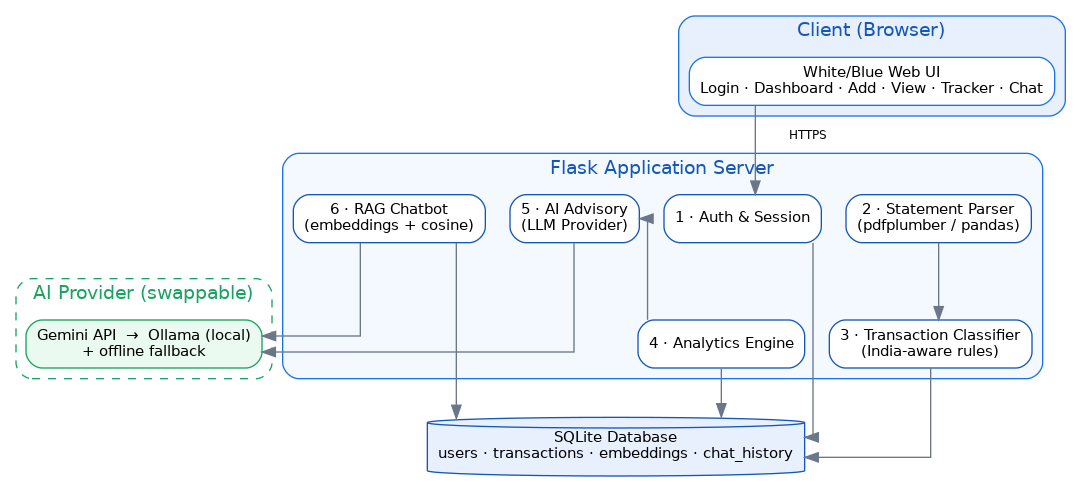 Client (Browser)
White/Blue Web UI
Login · Dashboard · Add · View · Tracker · Chat
HTTPS
Flask Application Server
6 · RAG Chatbot
(embeddings + cosine)
5 · AI Advisory
(LLM Provider)
1 · Auth & Session
2 · Statement Parser
(pdfplumber / pandas)
AI Provider (swappable)
Gemini API → Ollama (local)
+ offline fallback
4 · Analytics Engine
3 · Transaction Classifier
(India-aware rules)
SQLite Database
users · transactions · embeddings · chat_history